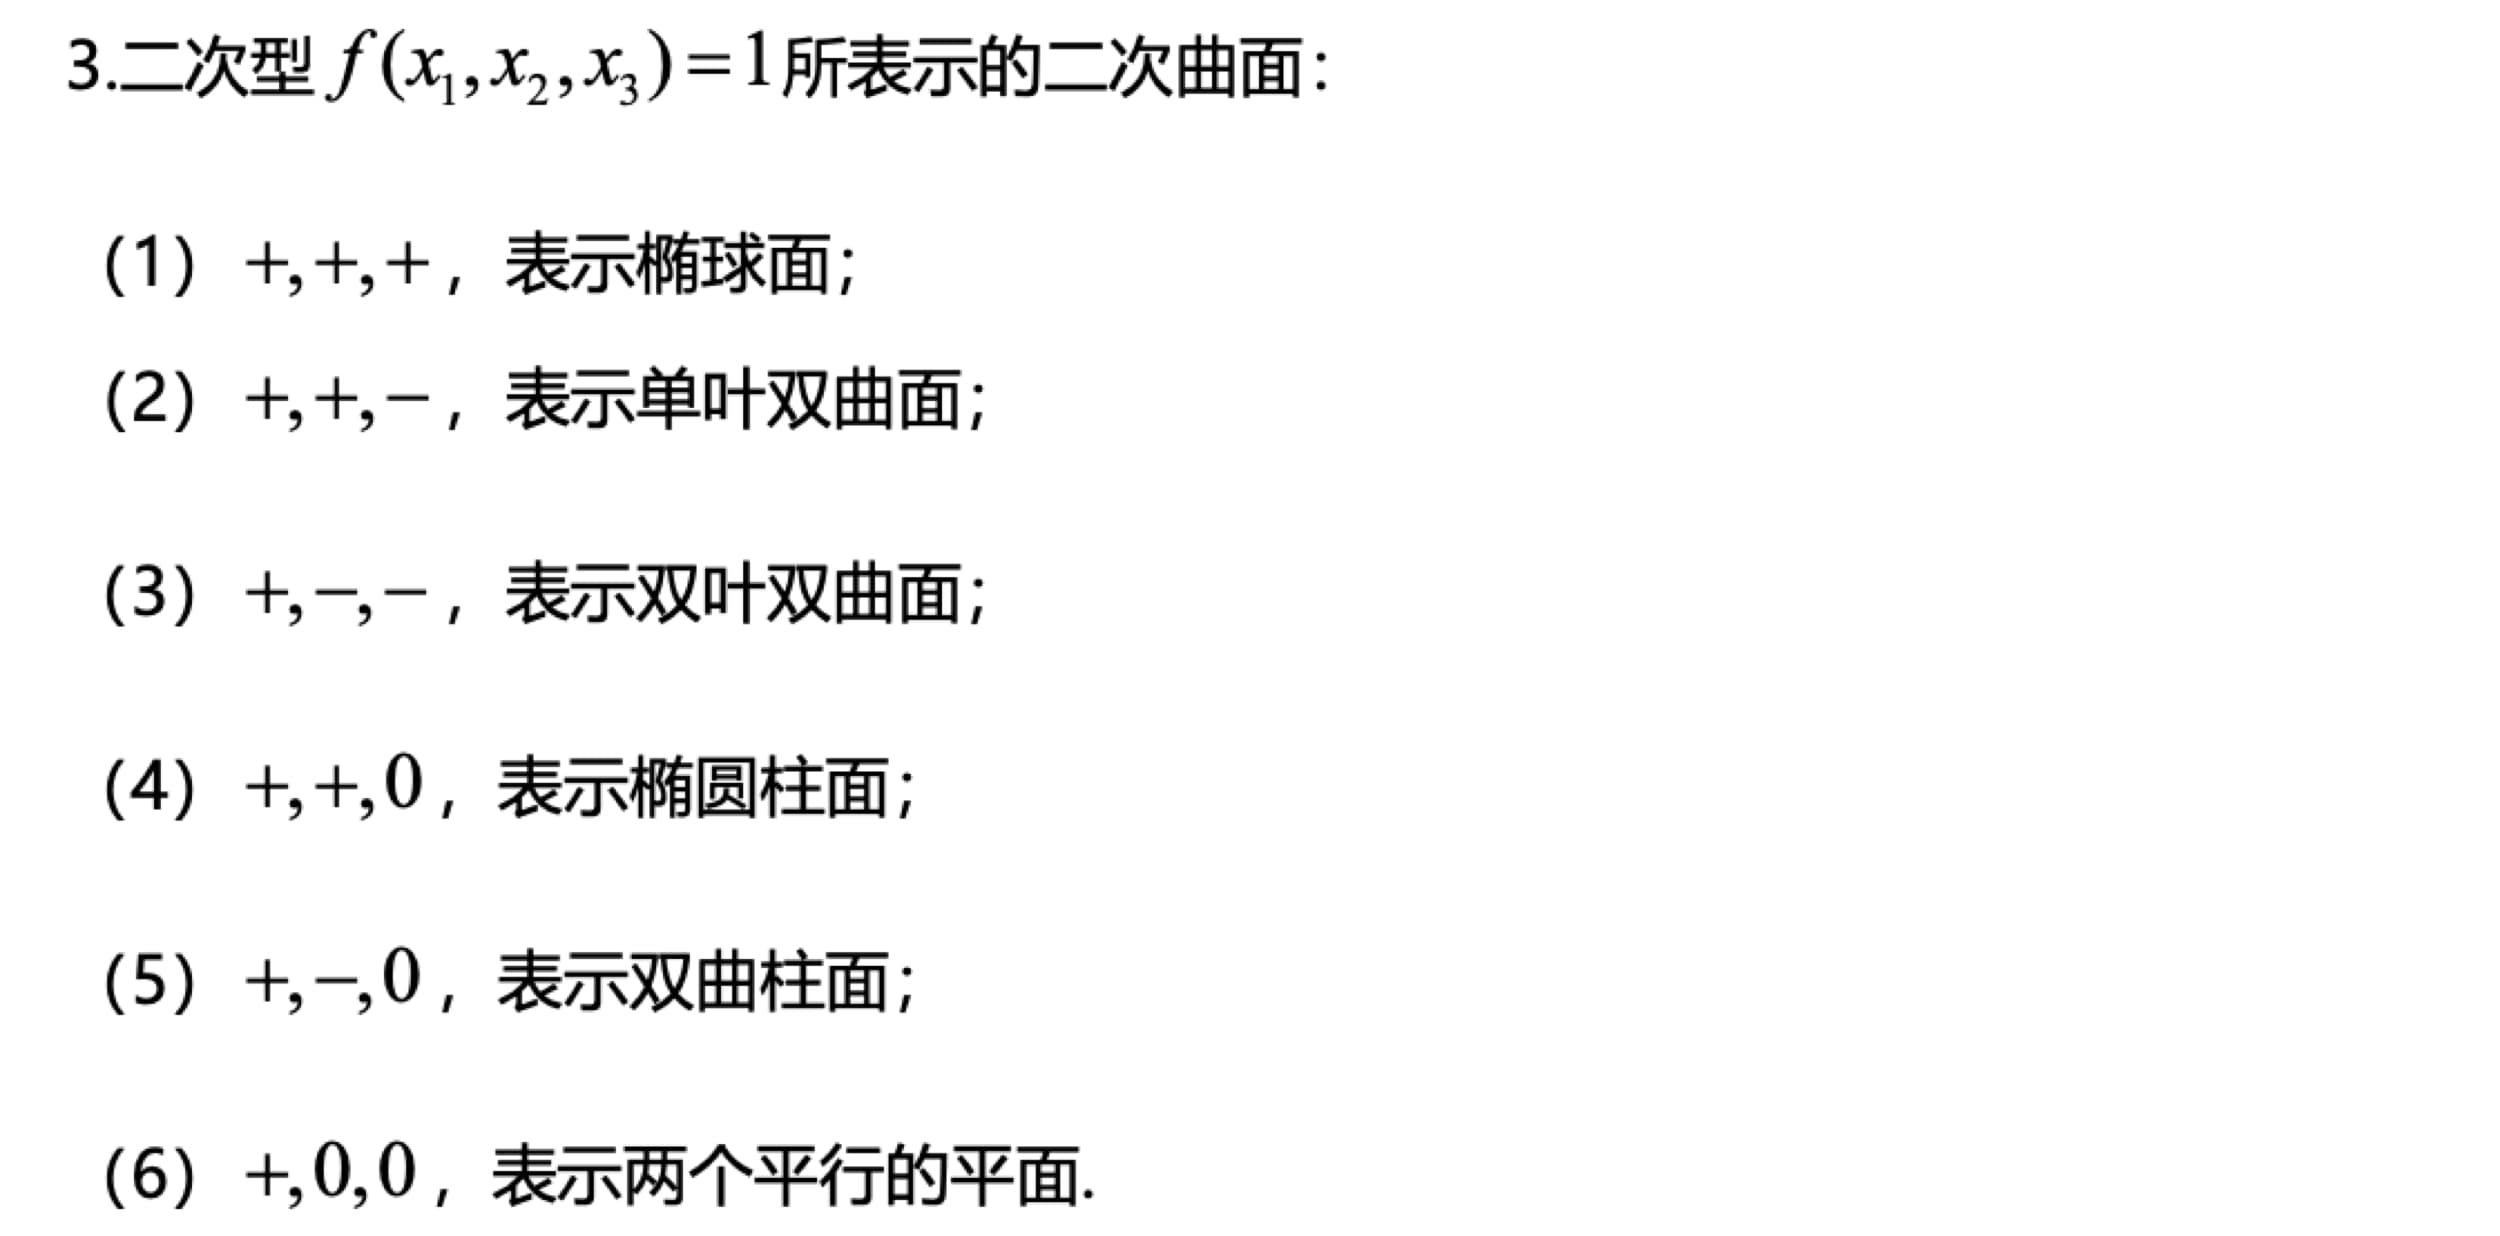 3.二次型 f(x₁, x₂, x₃)=1所表示的二次曲面:
(1) +,+,+, 表示椭球面;
(2) +,+,−, 表示单叶双曲面;
(3) +,−,−, 表示双叶双曲面;
(4) +,+,0, 表示椭圆柱面;
(5) +,−,0, 表示双曲柱面;
(6) +,0,0, 表示两个平行的平面.